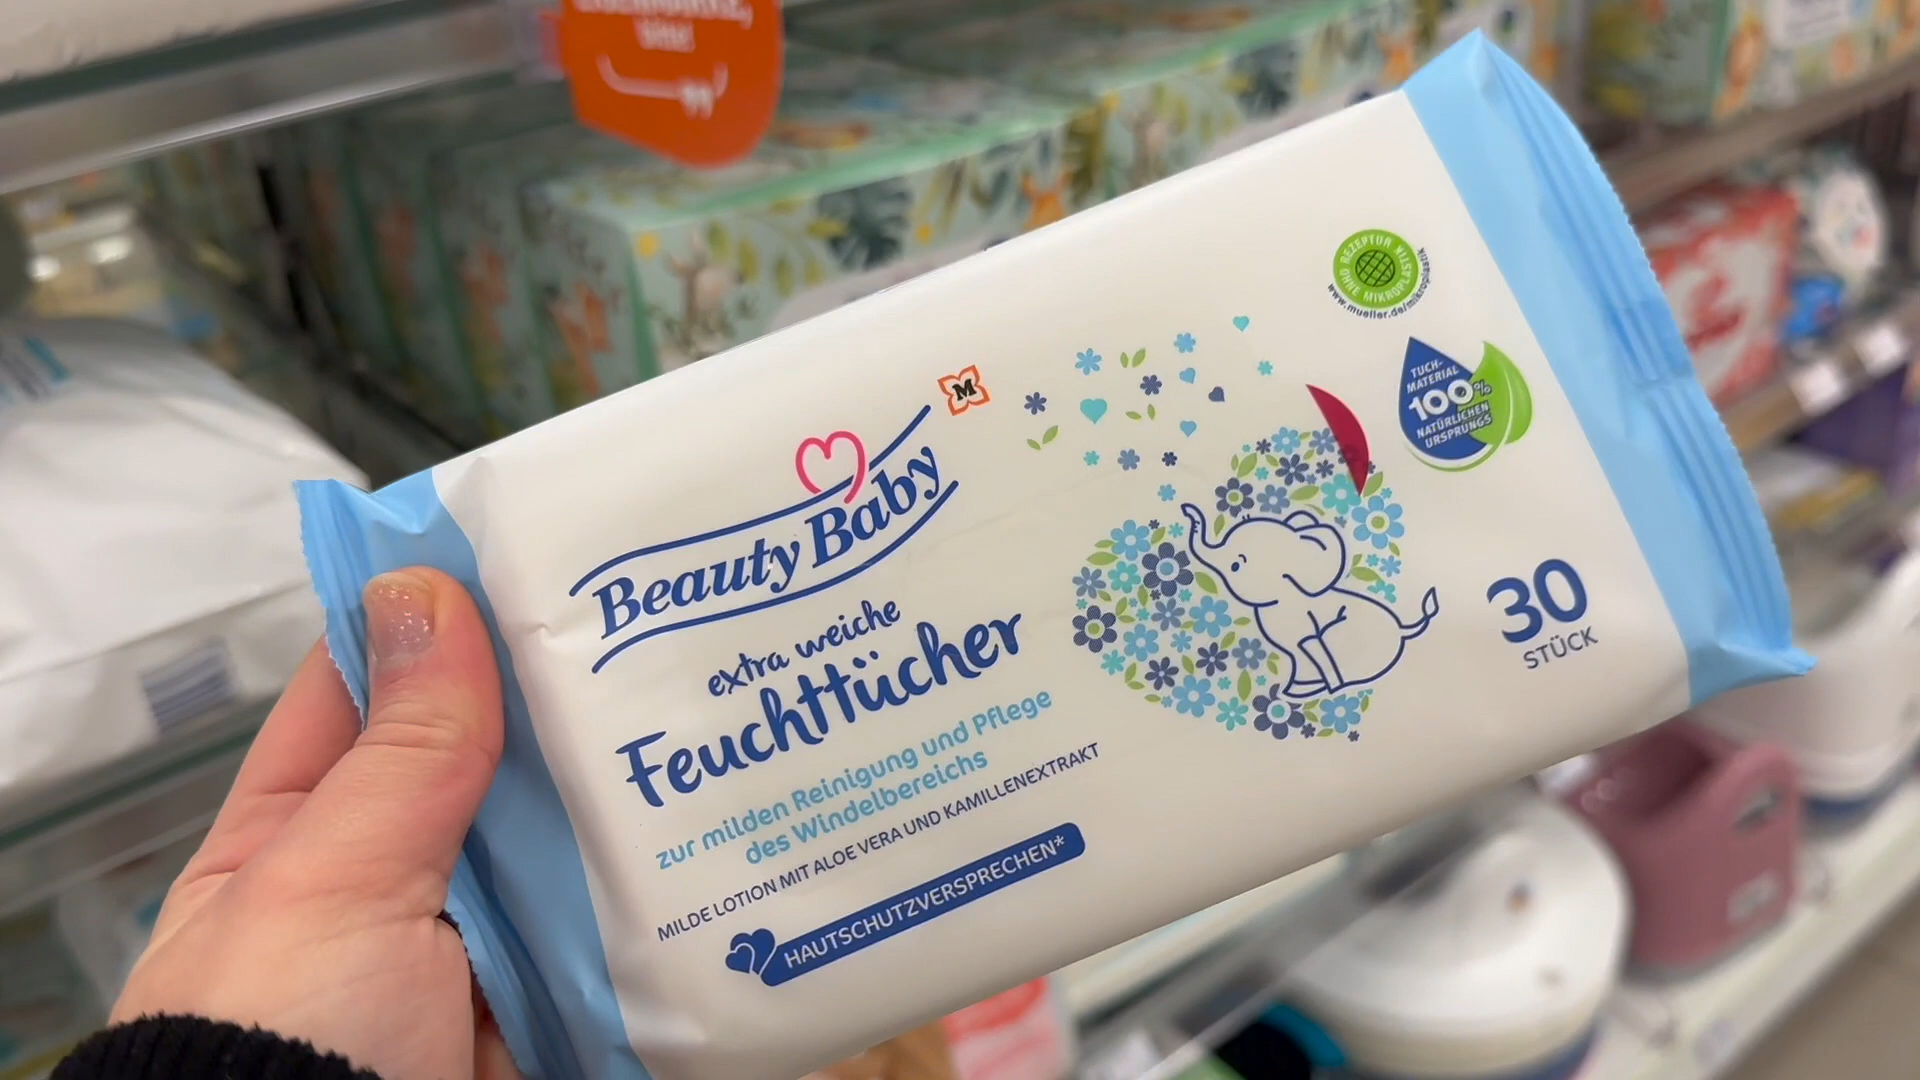 Beauty Baby
M
extra weiche
Feuchttücher
zur milden Reinigung und Pflege
des Windelbereichs
MILDE LOTION MIT ALOE VERA UND KAMILLENEXTRAKT
HAUTSCHUTZVERSPRECHEN*
REZEPTUR
OHNE MIKROPLASTIK
www.mueller.de/mikroplastik
TUCH-
MATERIAL
100%
NATÜRLICHEN
URSPRUNGS
30
STÜCK